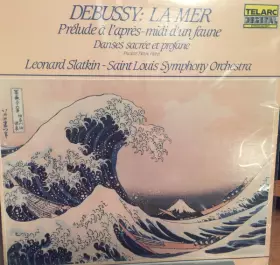 DEBUSSY: LA MER
TELARC
DIGITAL
Prélude à l'après-midi d'un faune
Danses sacrée et profane
Leonard Slatkin - Saint Louis Symphony Orchestra